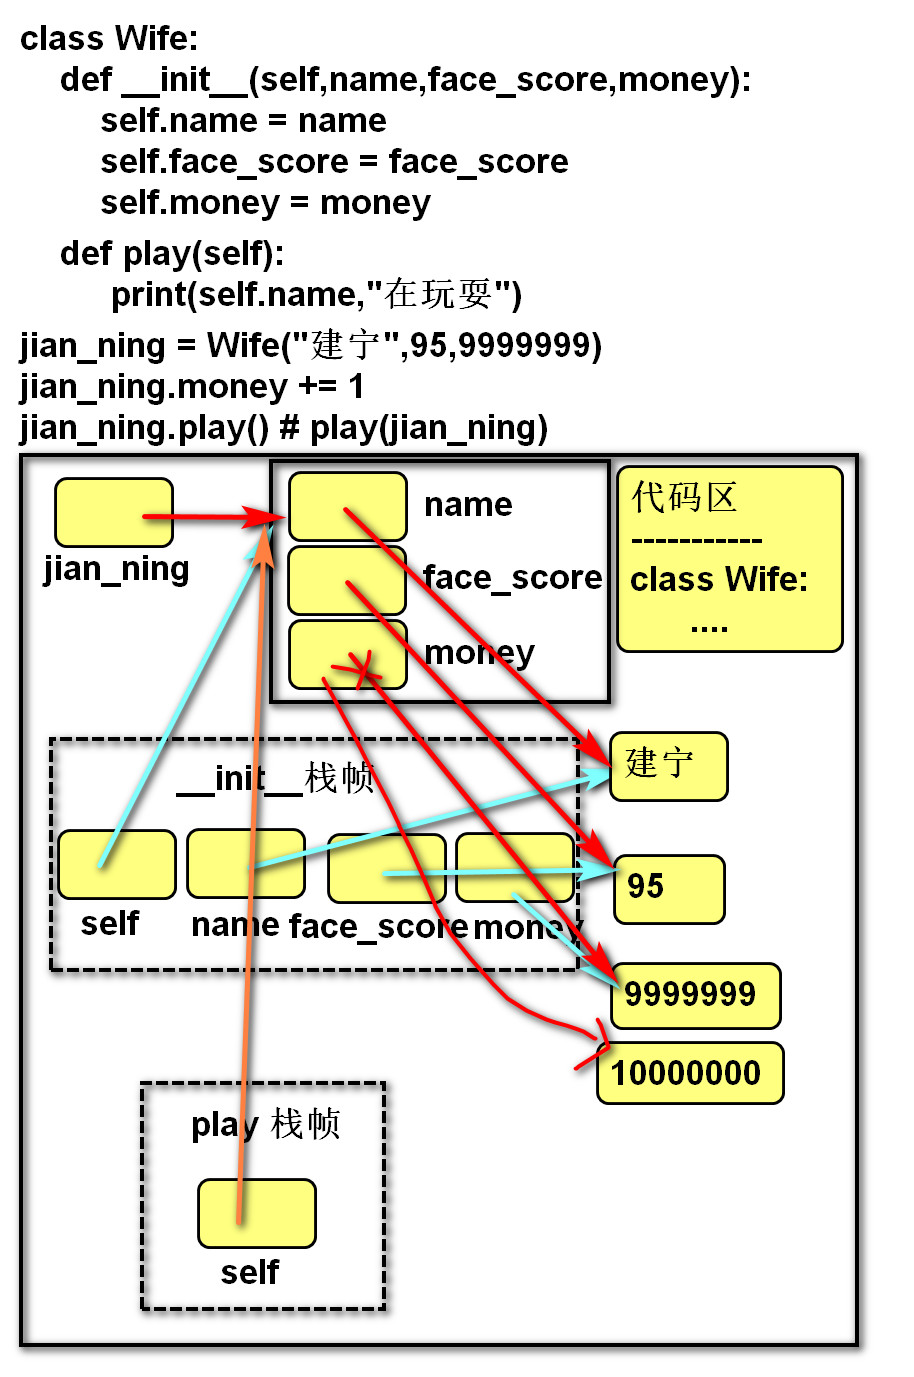 class Wife:
def __init__(self,name,face_score,money):
self.name = name
self.face_score = face_score
self.money = money
def play(self):
print(self.name,"在玩耍")
jian_ning = Wife("建宁",95,9999999)
jian_ning.money += 1
jian_ning.play() # play(jian_ning)
jian_ning
name
face_score
money
代码区
-----------
class Wife:
....
__init__栈帧
self
name
face_score
money
建宁
95
9999999
10000000
play 栈帧
self